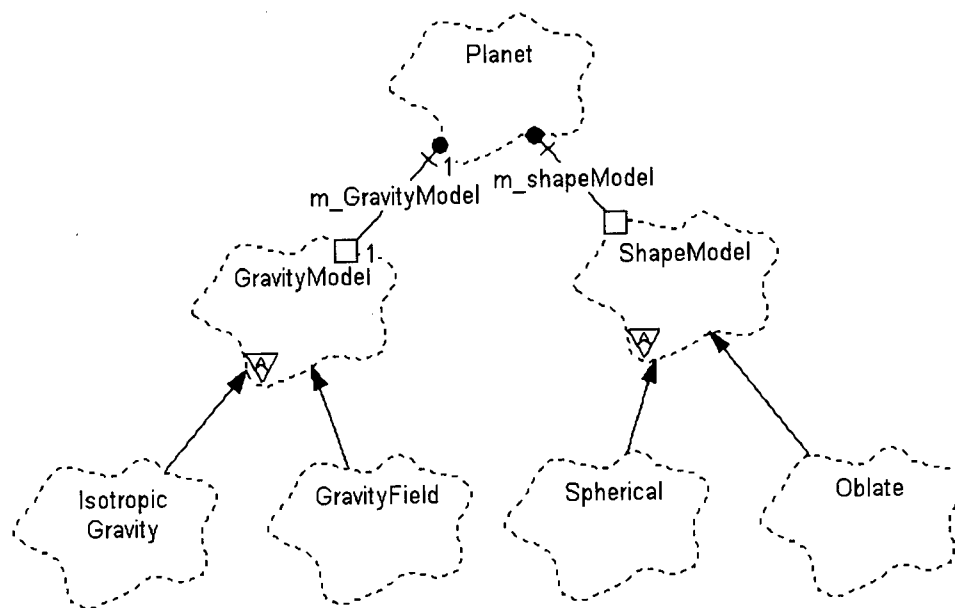 Planet
1
m_GravityModel
m_shapeModel
1
GravityModel
ShapeModel
A
A
Isotropic
Gravity
GravityField
Spherical
Oblate